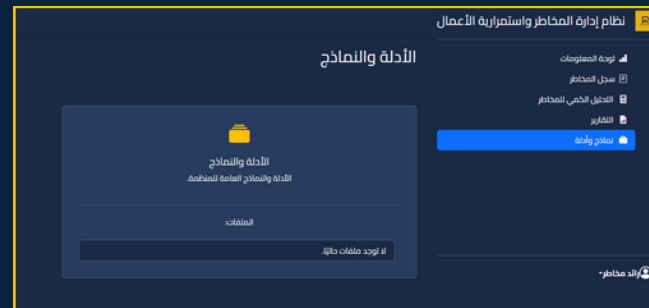 نظام إدارة المخاطر واستمرارية الأعمال
لوحة المعلومات
سجل المخاطر
التحليل الكمي للمخاطر
التقارير
نماذج وأدلة
رائد مخاطر
الأدلة والنماذج
الأدلة والنماذج
الأدلة والنماذج العامة للمنظمة.
الملفات:
لا توجد ملفات حاليًا.